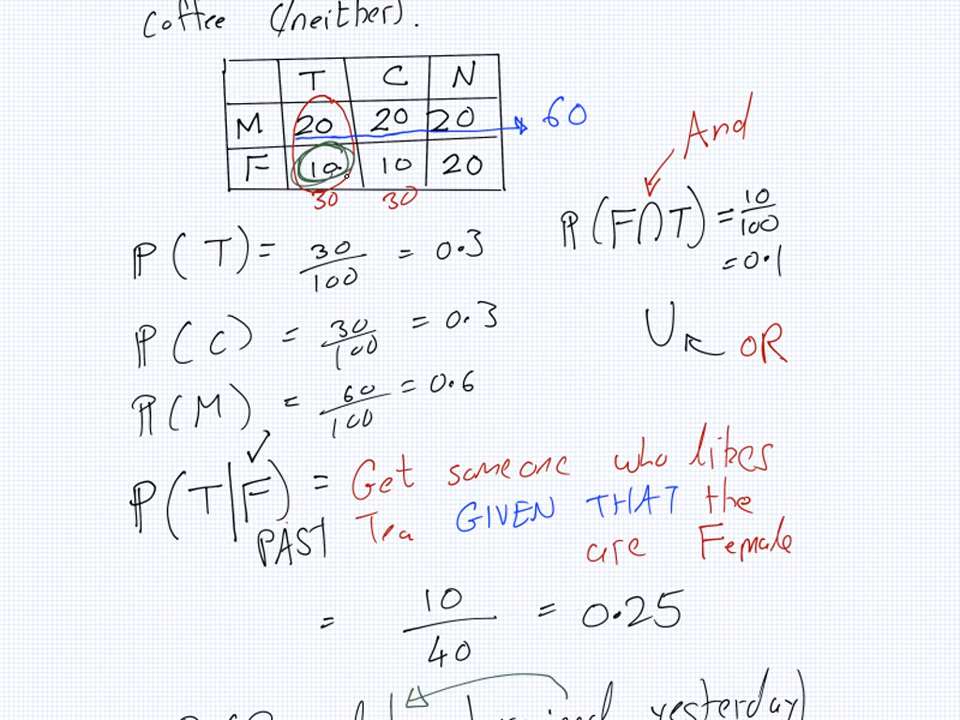 coffee (/neither).
T C N
M 20 20 20 → 60
F 10 10 20
30 30
And
P(F∩T) = 10/100
= 0.1
P(T) = 30/100 = 0.3
P(C) = 30/100 = 0.3
U ← OR
P(M) = 60/100 = 0.6
P(T|F) = Get someone who likes
PAST Tea GIVEN THAT the
are Female
= 10/40 = 0.25
yesterday)